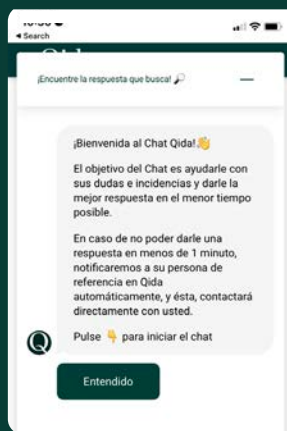 Search
Qida
¡Encuentre la respuesta que busca! 🔎
¡Bienvenida al Chat Qida!👋
El objetivo del Chat es ayudarle con
sus dudas e incidencias y darle la
mejor respuesta en el menor tiempo
posible.
En caso de no poder darle una
respuesta en menos de 1 minuto,
notificaremos a su persona de
referencia en Qida
automáticamente, y ésta, contactará
directamente con usted.
Pulse 👇 para iniciar el chat
Q
Entendido